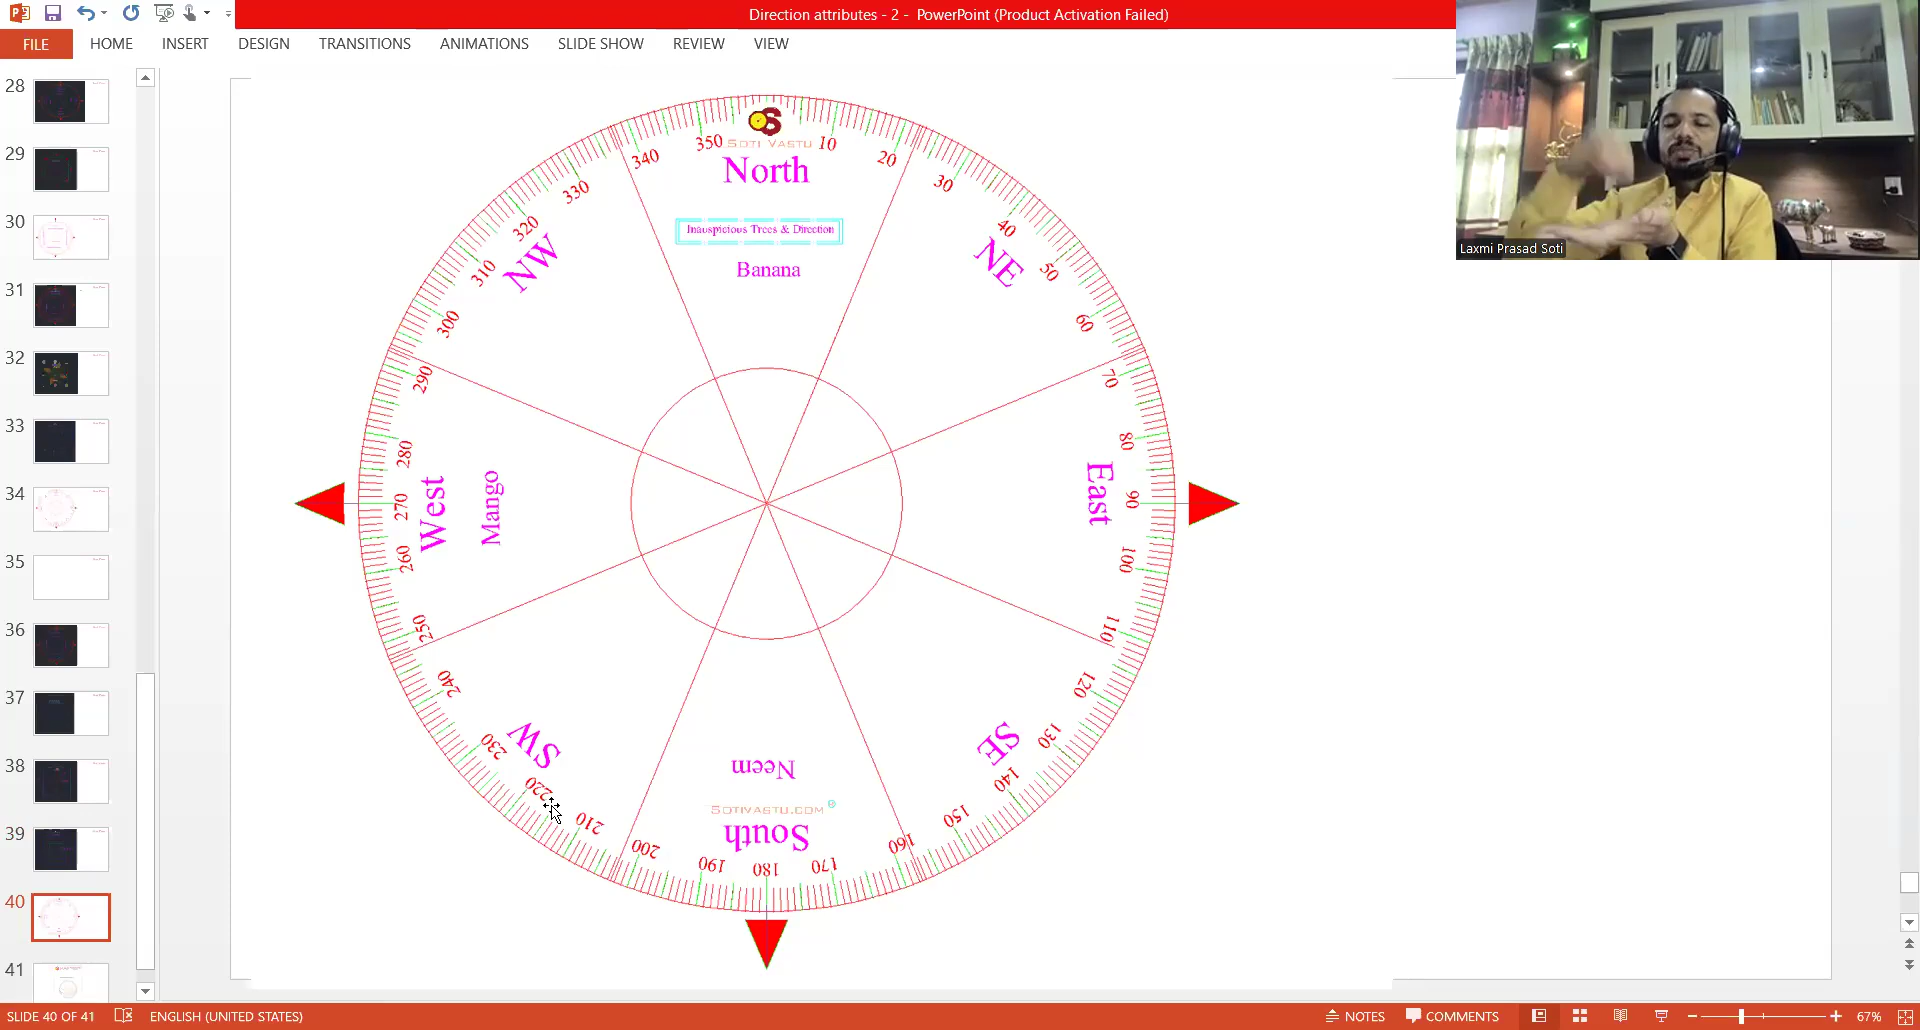 Direction attributes - 2 - PowerPoint (Product Activation Failed)
FILE HOME INSERT DESIGN TRANSITIONS ANIMATIONS SLIDE SHOW REVIEW VIEW
Laxmi Prasad Soti
28
29
30
31
32
33
34
35
36
37
38
39
40
41
S
SOTI VASTU
North
Inauspicious Trees & Direction
Banana
10
20
30
40
NE
50
60
70
80
East
90
100
110
120
SE
130
140
150
160
170
180
South
SOTIVASTU.COM ®
Neem
190
200
210
220
SW
230
240
250
260
270
West
Mango
280
290
300
310
NW
320
330
340
350
SLIDE 40 OF 41 ENGLISH (UNITED STATES) NOTES COMMENTS 67%